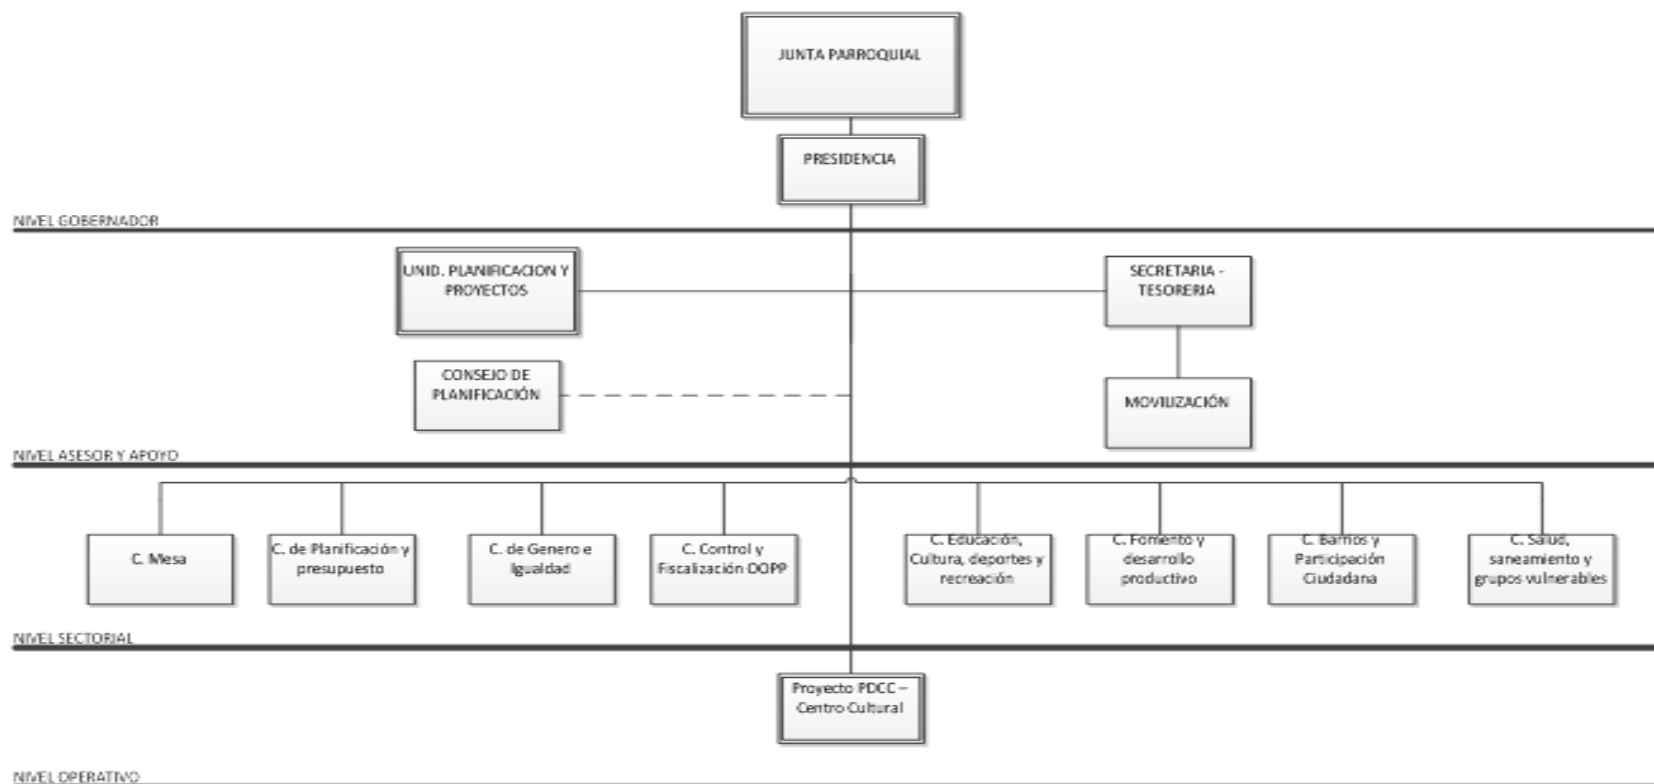 JUNTA PARROQUIAL
PRESIDENCIA
NIVEL GOBERNADOR
UNID. PLANIFICACION Y
PROYECTOS
SECRETARIA -
TESORERIA
CONSEJO DE
PLANIFICACIÓN
MOVILIZACIÓN
NIVEL ASESOR Y APOYO
C. Mesa
C. de Planificación y
presupuesto
C. de Genero e
Igualdad
C. Control y
Fiscalización OOPP
C. Educación,
Cultura, deportes y
recreación
C. Fomento y
desarrollo
productivo
C. Barrios y
Participación
Ciudadana
C. Salud,
saneamiento y
grupos vulnerables
NIVEL SECTORIAL
Proyecto PDCC –
Centro Cultural
NIVEL OPERATIVO